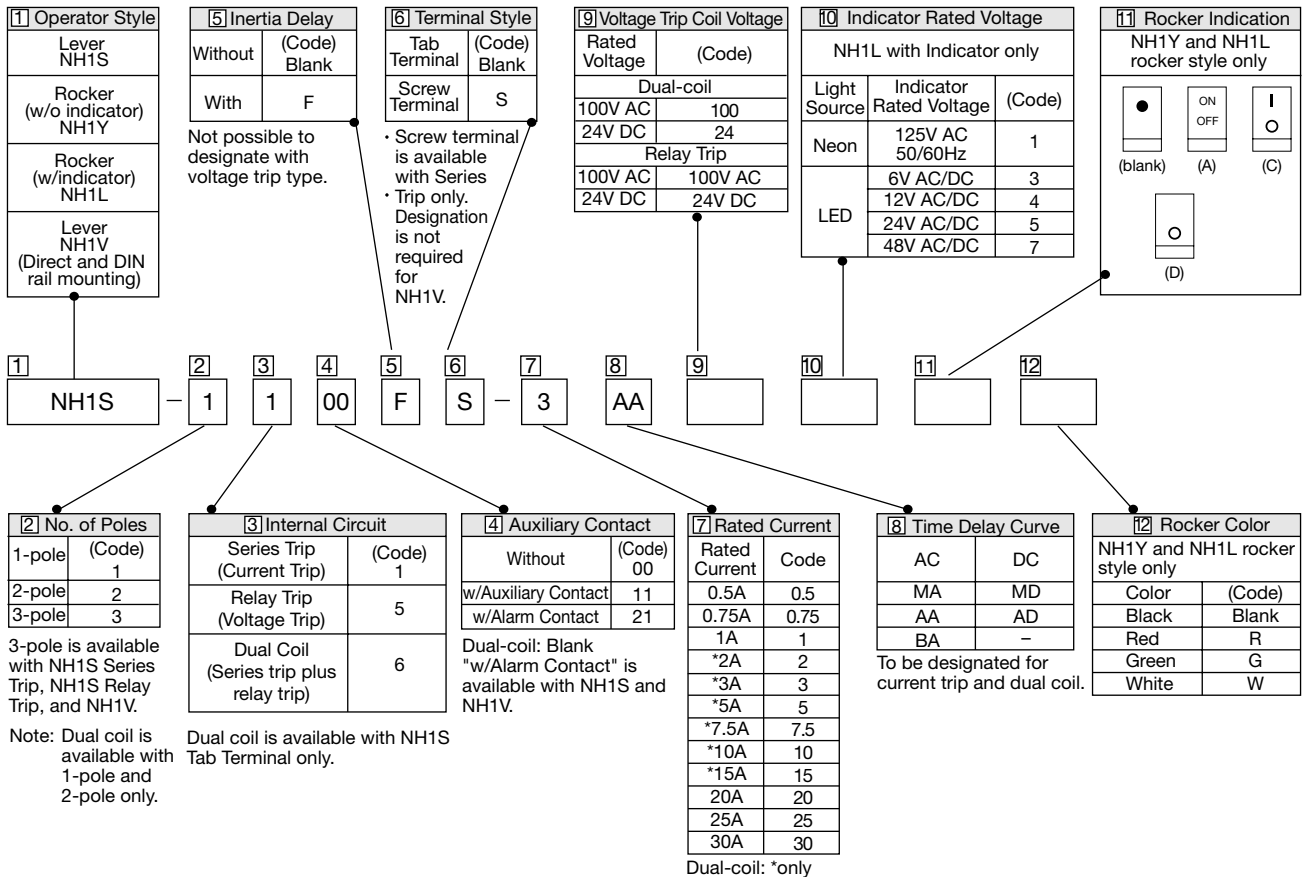 1 Operator Style
Lever
NH1S
Rocker
(w/o indicator)
NH1Y
Rocker
(w/indicator)
NH1L
Lever
NH1V
(Direct and DIN
rail mounting)
5 Inertia Delay
Without (Code)
Blank
With F
Not possible to
designate with
voltage trip type.
6 Terminal Style
Tab
Terminal (Code)
Blank
Screw
Terminal S
・Screw terminal
is available
with Series
・Trip only.
Designation
is not
required
for
NH1V.
9 Voltage Trip Coil Voltage
Rated
Voltage (Code)
Dual-coil
100V AC 100
24V DC 24
Relay Trip
100V AC 100V AC
24V DC 24V DC
10 Indicator Rated Voltage
NH1L with Indicator only
Light
Source Indicator
Rated Voltage (Code)
Neon 125V AC
50/60Hz 1
LED 6V AC/DC 3
12V AC/DC 4
24V AC/DC 5
48V AC/DC 7
11 Rocker Indication
NH1Y and NH1L
rocker style only
ON
OFF
I
O
(blank) (A) (C)
O
(D)
1 2 3 4 5 6 7 8 9 10 11 12
NH1S – 1 1 00 F S – 3 AA
2 No. of Poles
1-pole (Code)
1
2-pole 2
3-pole 3
3-pole is available
with NH1S Series
Trip, NH1S Relay
Trip, and NH1V.
Note: Dual coil is
available with
1-pole and
2-pole only.
3 Internal Circuit
Series Trip
(Current Trip) (Code)
1
Relay Trip
(Voltage Trip) 5
Dual Coil
(Series trip plus
relay trip) 6
Dual coil is available with NH1S
Tab Terminal only.
4 Auxiliary Contact
Without (Code)
00
w/Auxiliary Contact 11
w/Alarm Contact 21
Dual-coil: Blank
"w/Alarm Contact" is
available with NH1S and
NH1V.
7 Rated Current
Rated
Current Code
0.5A 0.5
0.75A 0.75
1A 1
*2A 2
*3A 3
*5A 5
*7.5A 7.5
*10A 10
*15A 15
20A 20
25A 25
30A 30
Dual-coil: *only
8 Time Delay Curve
AC DC
MA MD
AA AD
BA –
To be designated for
current trip and dual coil.
12 Rocker Color
NH1Y and NH1L rocker
style only
Color (Code)
Black Blank
Red R
Green G
White W